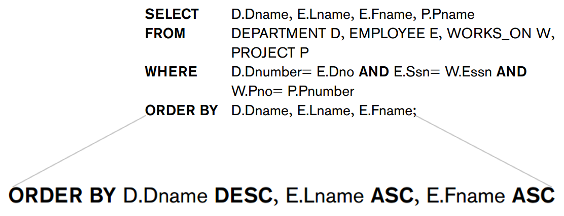 SELECT D.Dname, E.Lname, E.Fname, P.Pname
FROM DEPARTMENT D, EMPLOYEE E, WORKS_ON W,
PROJECT P
WHERE D.Dnumber= E.Dno AND E.Ssn= W.Essn AND
W.Pno= P.Pnumber
ORDER BY D.Dname, E.Lname, E.Fname;
ORDER BY D.Dname DESC, E.Lname ASC, E.Fname ASC